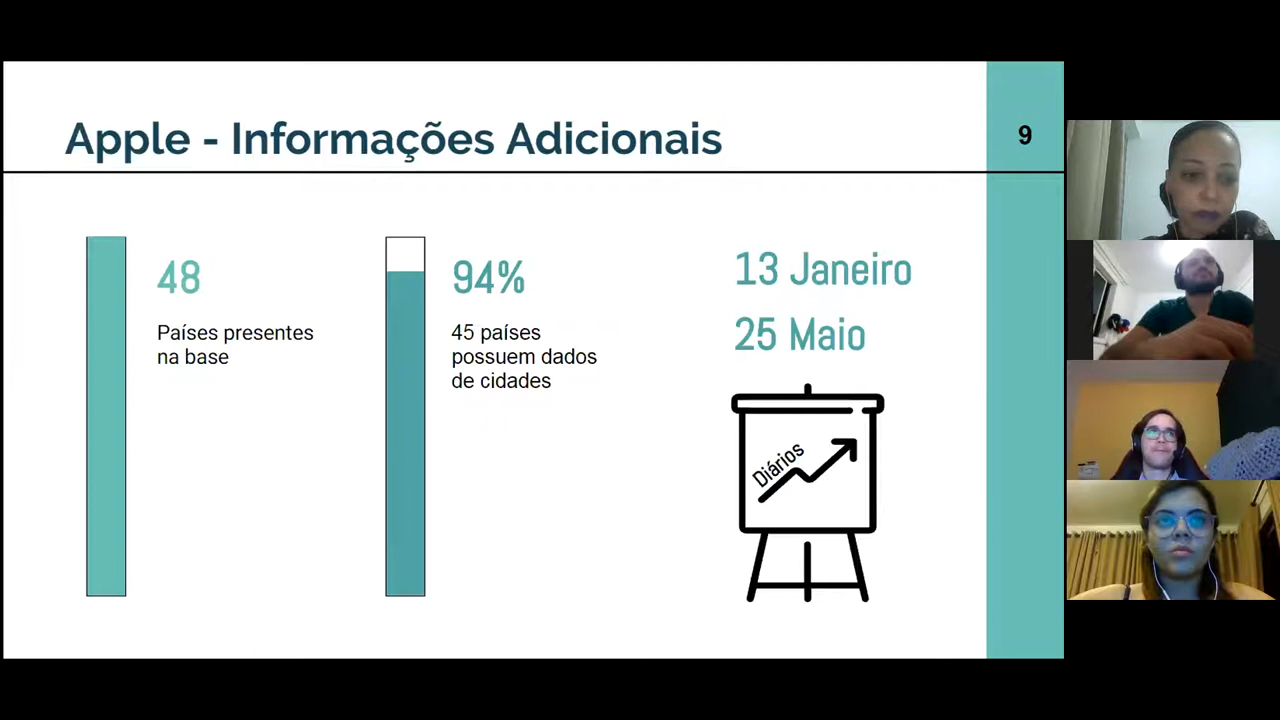 Apple - Informações Adicionais
9
48
Países presentes
na base
94%
45 países
possuem dados
de cidades
13 Janeiro
25 Maio
Diários